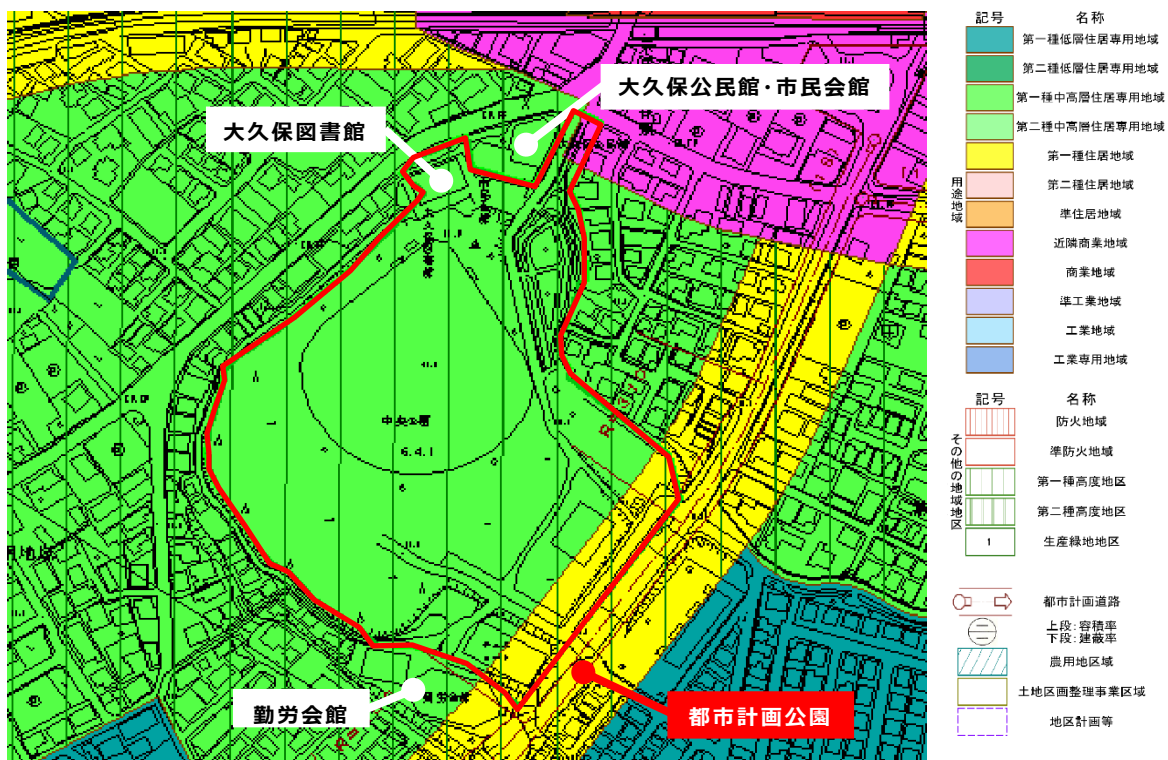 大久保公民館・市民会館
大久保図書館
中央公園
6.4.1
勤労会館
都市計画公園
記号 名称
用途地域
第一種低層住居専用地域
第二種低層住居専用地域
第一種中高層住居専用地域
第二種中高層住居専用地域
第一種住居地域
第二種住居地域
準住居地域
近隣商業地域
商業地域
準工業地域
工業地域
工業専用地域
記号 名称
その他の地域地区
防火地域
準防火地域
第一種高度地区
第二種高度地区
1 生産緑地地区
都市計画道路
上段:容積率
下段:建蔽率
農用地区域
土地区画整理事業区域
地区計画等